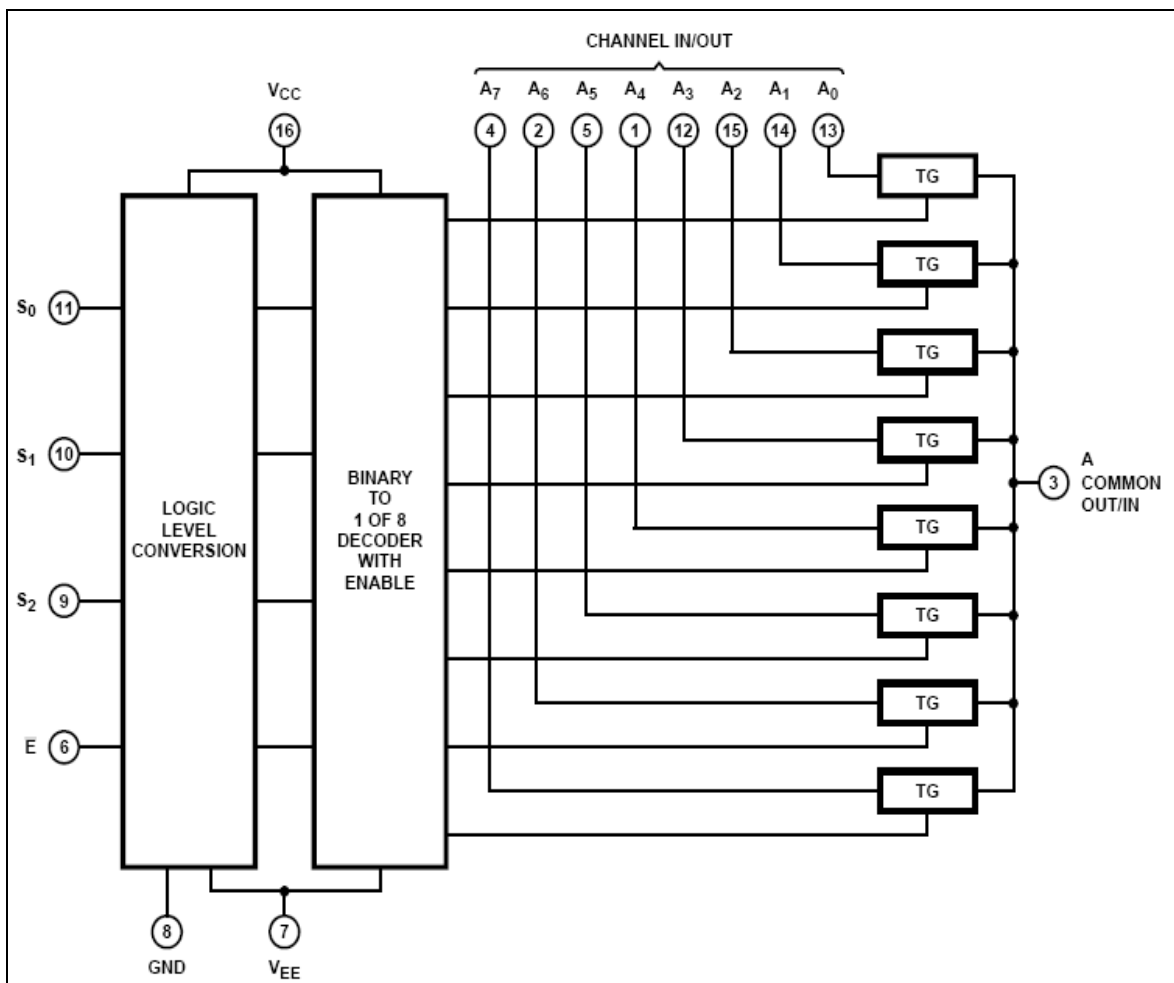 CHANNEL IN/OUT
VCC
A7 A6 A5 A4 A3 A2 A1 A0
16
4 2 5 1 12 15 14 13
TG
TG
S0 11
TG
TG
S1 10
BINARY
TO
1 OF 8
DECODER
WITH
ENABLE
LOGIC
LEVEL
CONVERSION
3
A
COMMON
OUT/IN
TG
S2 9
TG
TG
E̅ 6
TG
8
GND
7
VEE